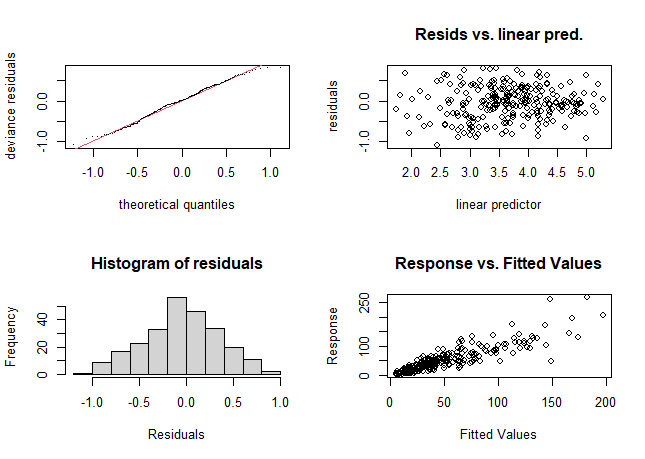 deviance residuals
-1.0 0.0
-1.0 -0.5 0.0 0.5 1.0
theoretical quantiles
Resids vs. linear pred.
residuals
-1.0 0.0
2.0 2.5 3.0 3.5 4.0 4.5 5.0
linear predictor
Histogram of residuals
Frequency
0 20 40
-1.0 -0.5 0.0 0.5 1.0
Residuals
Response vs. Fitted Values
Response
0 100 250
0 50 100 150 200
Fitted Values